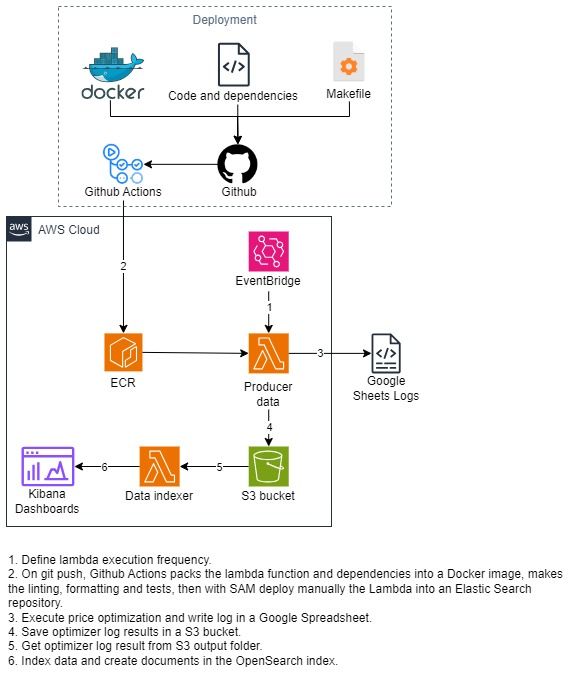 Deployment
docker
Code and dependencies
Makefile
Github Actions
Github
aws
AWS Cloud
EventBridge
2
1
ECR
Producer
data
3
Google
Sheets Logs
4
Kibana
Dashboards
6
Data indexer
5
S3 bucket
1. Define lambda execution frequency.
2. On git push, Github Actions packs the lambda function and dependencies into a Docker image, makes
the linting, formatting and tests, then with SAM deploy manually the Lambda into an Elastic Search
repository.
3. Execute price optimization and write log in a Google Spreadsheet.
4. Save optimizer log results in a S3 bucket.
5. Get optimizer log result from S3 output folder.
6. Index data and create documents in the OpenSearch index.